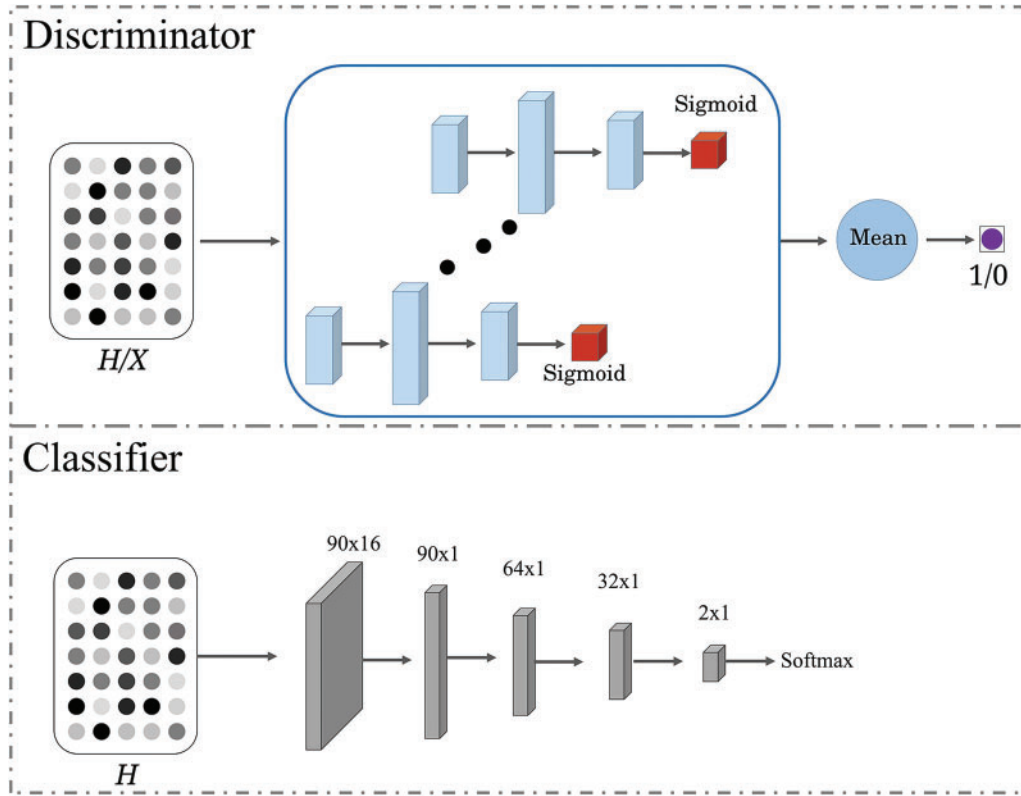 Discriminator
Sigmoid
Mean
1/0
H/X
Sigmoid
Classifier
90x16
90x1
64x1
32x1
2x1
Softmax
H